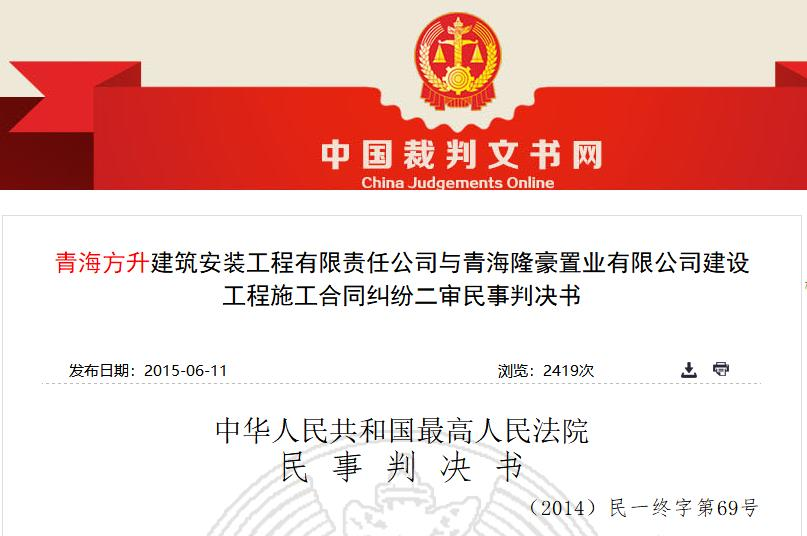 中国裁判文书网
China Judgements Online
青海方升建筑安装工程有限责任公司与青海隆豪置业有限公司建设
工程施工合同纠纷二审民事判决书
发布日期：2015-06-11 浏览：2419次
中华人民共和国最高人民法院
民事判决书
（2014）民一终字第69号